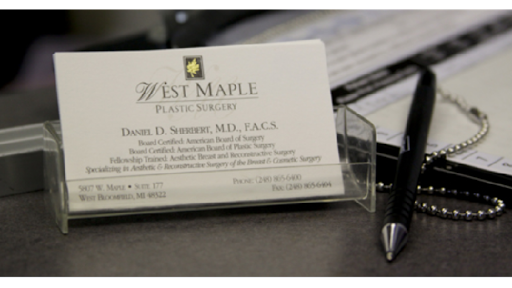 WEST MAPLE
PLASTIC SURGERY
DANIEL D. SHERBERT, M.D., F.A.C.S.
Board Certified: American Board of Surgery
Board Certified: American Board of Plastic Surgery
Fellowship Trained: Aesthetic Breast and Reconstructive Surgery
Specializing in Aesthetic & Reconstructive Surgery of the Breast & Cosmetic Surgery
5807 W. MAPLE • SUITE 177 PHONE: (248) 865-6400
WEST BLOOMFIELD, MI 48322 FAX: (248) 865-6464